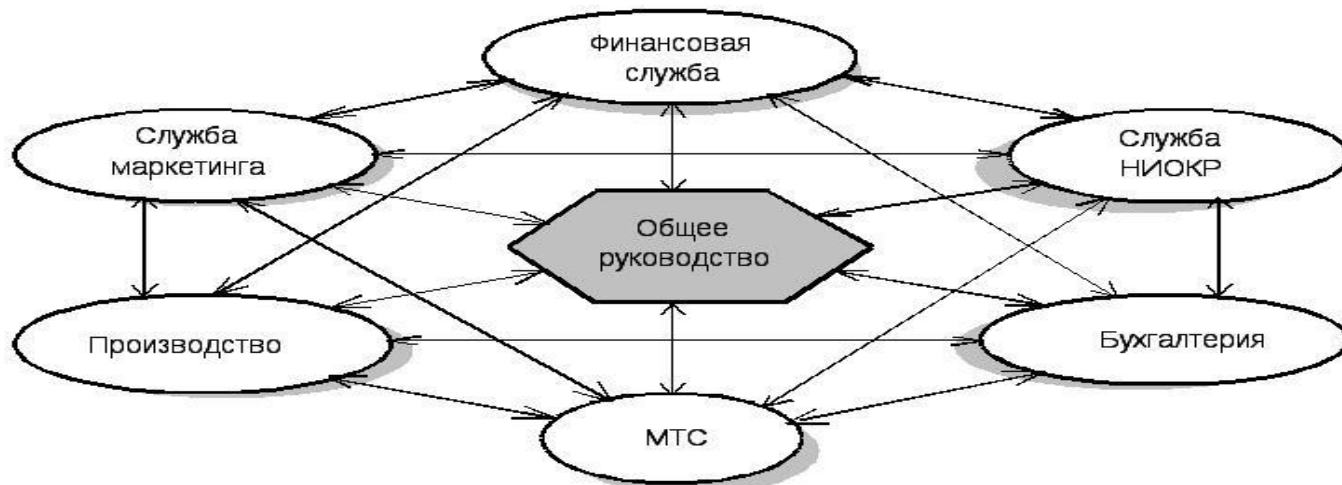 Финансовая
служба
Служба
маркетинга
Служба
НИОКР
Общее
руководство
Производство
Бухгалтерия
МТС